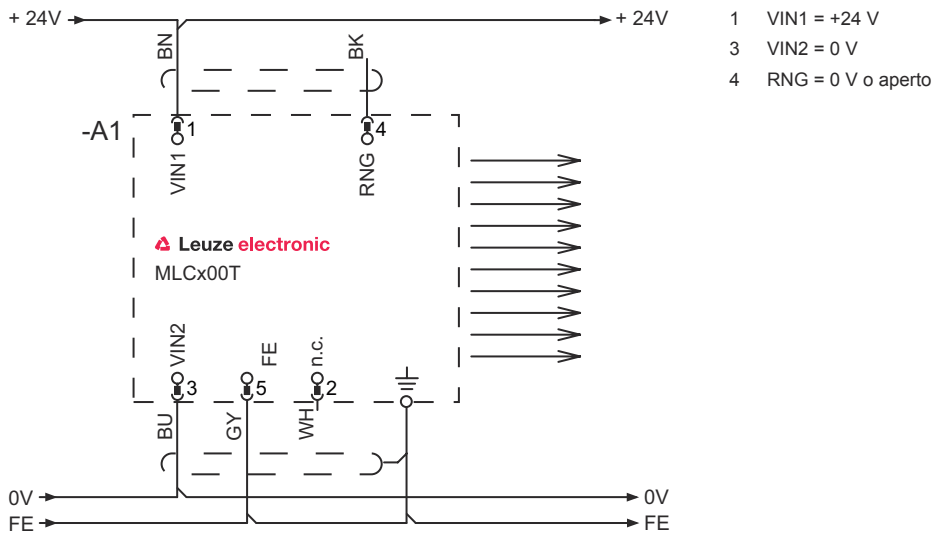 + 24V
+ 24V
1 VIN1 = +24 V
3 VIN2 = 0 V
4 RNG = 0 V o aperto
BN
BK
-A1
1
4
VIN1
RNG
Leuze electronic
MLCx00T
VIN2
FE
n.c.
3
5
2
BU
GY
WH
0V
0V
FE
FE